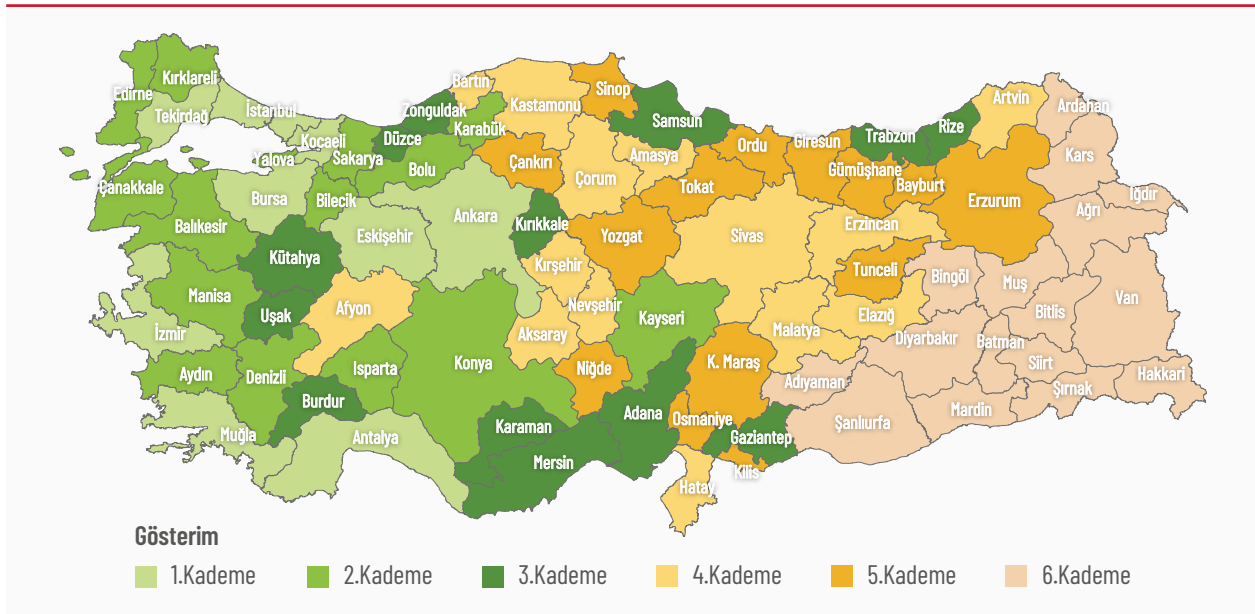 Kırklareli
Edirne
Tekirdağ
İstanbul
Kocaeli
Yalova
Sakarya
Düzce
Zonguldak
Bartın
Karabük
Kastamonu
Sinop
Samsun
Bolu
Çankırı
Çorum
Amasya
Tokat
Ordu
Giresun
Gümüşhane
Trabzon
Rize
Bayburt
Artvin
Ardahan
Kars
Iğdır
Ağrı
Erzurum
Çanakkale
Balıkesir
Bursa
Bilecik
Kütahya
Eskişehir
Ankara
Kırıkkale
Yozgat
Sivas
Erzincan
Tunceli
Bingöl
Muş
Bitlis
Van
Manisa
Uşak
Afyon
Kırşehir
Nevşehir
Aksaray
Kayseri
Malatya
Elazığ
Diyarbakır
Batman
Siirt
Şırnak
Hakkari
İzmir
Aydın
Denizli
Isparta
Burdur
Konya
Niğde
K. Maraş
Adıyaman
Şanlıurfa
Mardin
Muğla
Antalya
Karaman
Mersin
Adana
Osmaniye
Gaziantep
Kilis
Hatay
Gösterim
1.Kademe
2.Kademe
3.Kademe
4.Kademe
5.Kademe
6.Kademe